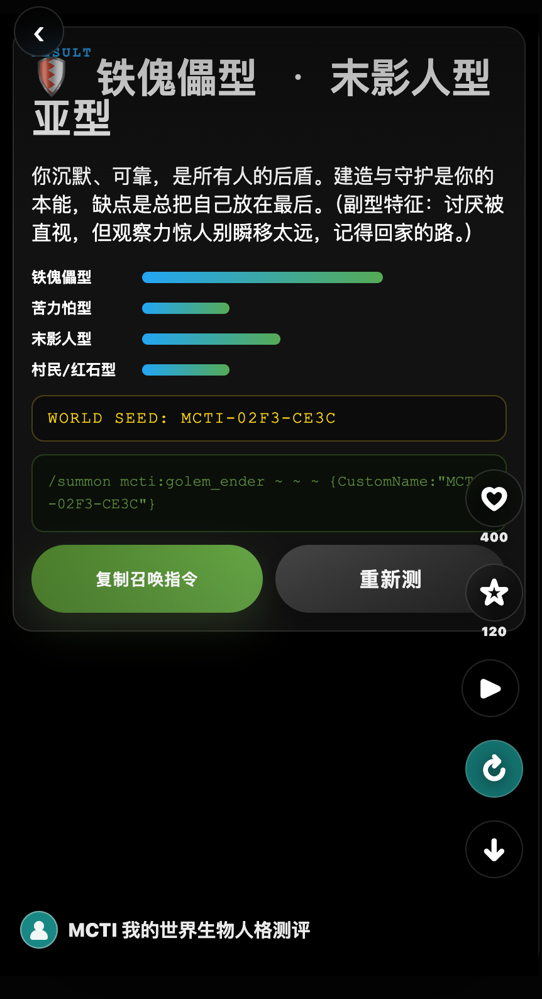 SULT
铁傀儡型 · 末影人型
亚型
你沉默、可靠，是所有人的后盾。建造与守护是你的
本能，缺点是总把自己放在最后。（副型特征：讨厌被
直视，但观察力惊人别瞬移太远，记得回家的路。）
铁傀儡型
苦力怕型
末影人型
村民/红石型
WORLD SEED: MCTI-02F3-CE3C
/summon mcti:golem_ender ~ ~ ~ {CustomName:"MCT
-02F3-CE3C"}
400
复制召唤指令
重新测
120
MCTI 我的世界生物人格测评